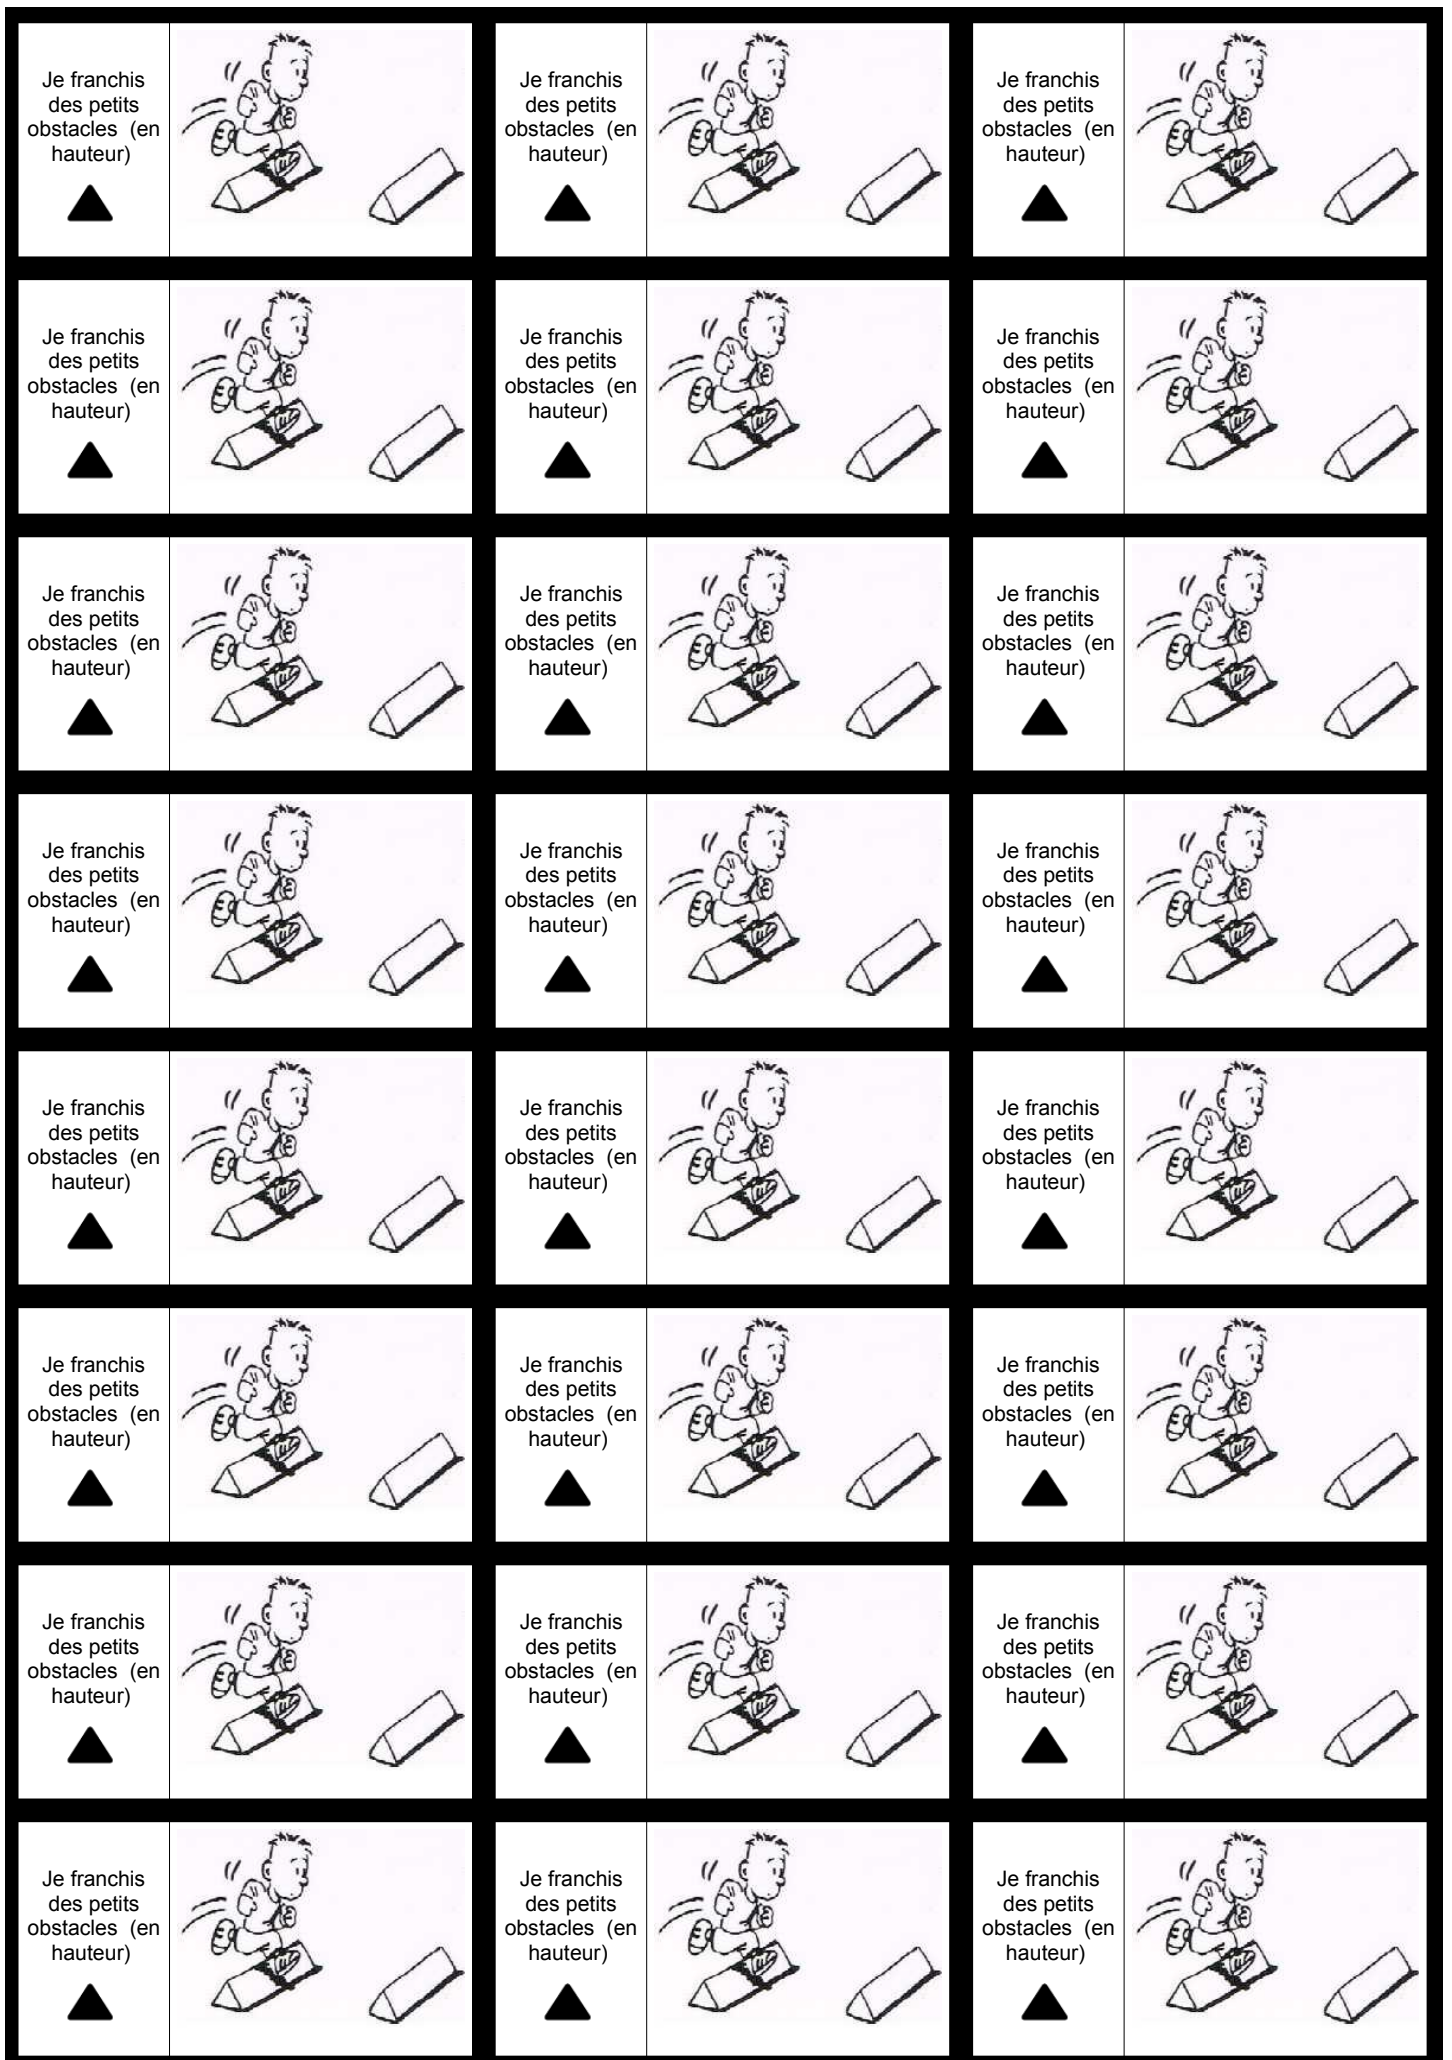 Je franchis
des petits
obstacles (en
hauteur)
Je franchis
des petits
obstacles (en
hauteur)
Je franchis
des petits
obstacles (en
hauteur)
Je franchis
des petits
obstacles (en
hauteur)
Je franchis
des petits
obstacles (en
hauteur)
Je franchis
des petits
obstacles (en
hauteur)
Je franchis
des petits
obstacles (en
hauteur)
Je franchis
des petits
obstacles (en
hauteur)
Je franchis
des petits
obstacles (en
hauteur)
Je franchis
des petits
obstacles (en
hauteur)
Je franchis
des petits
obstacles (en
hauteur)
Je franchis
des petits
obstacles (en
hauteur)
Je franchis
des petits
obstacles (en
hauteur)
Je franchis
des petits
obstacles (en
hauteur)
Je franchis
des petits
obstacles (en
hauteur)
Je franchis
des petits
obstacles (en
hauteur)
Je franchis
des petits
obstacles (en
hauteur)
Je franchis
des petits
obstacles (en
hauteur)
Je franchis
des petits
obstacles (en
hauteur)
Je franchis
des petits
obstacles (en
hauteur)
Je franchis
des petits
obstacles (en
hauteur)
Je franchis
des petits
obstacles (en
hauteur)
Je franchis
des petits
obstacles (en
hauteur)
Je franchis
des petits
obstacles (en
hauteur)